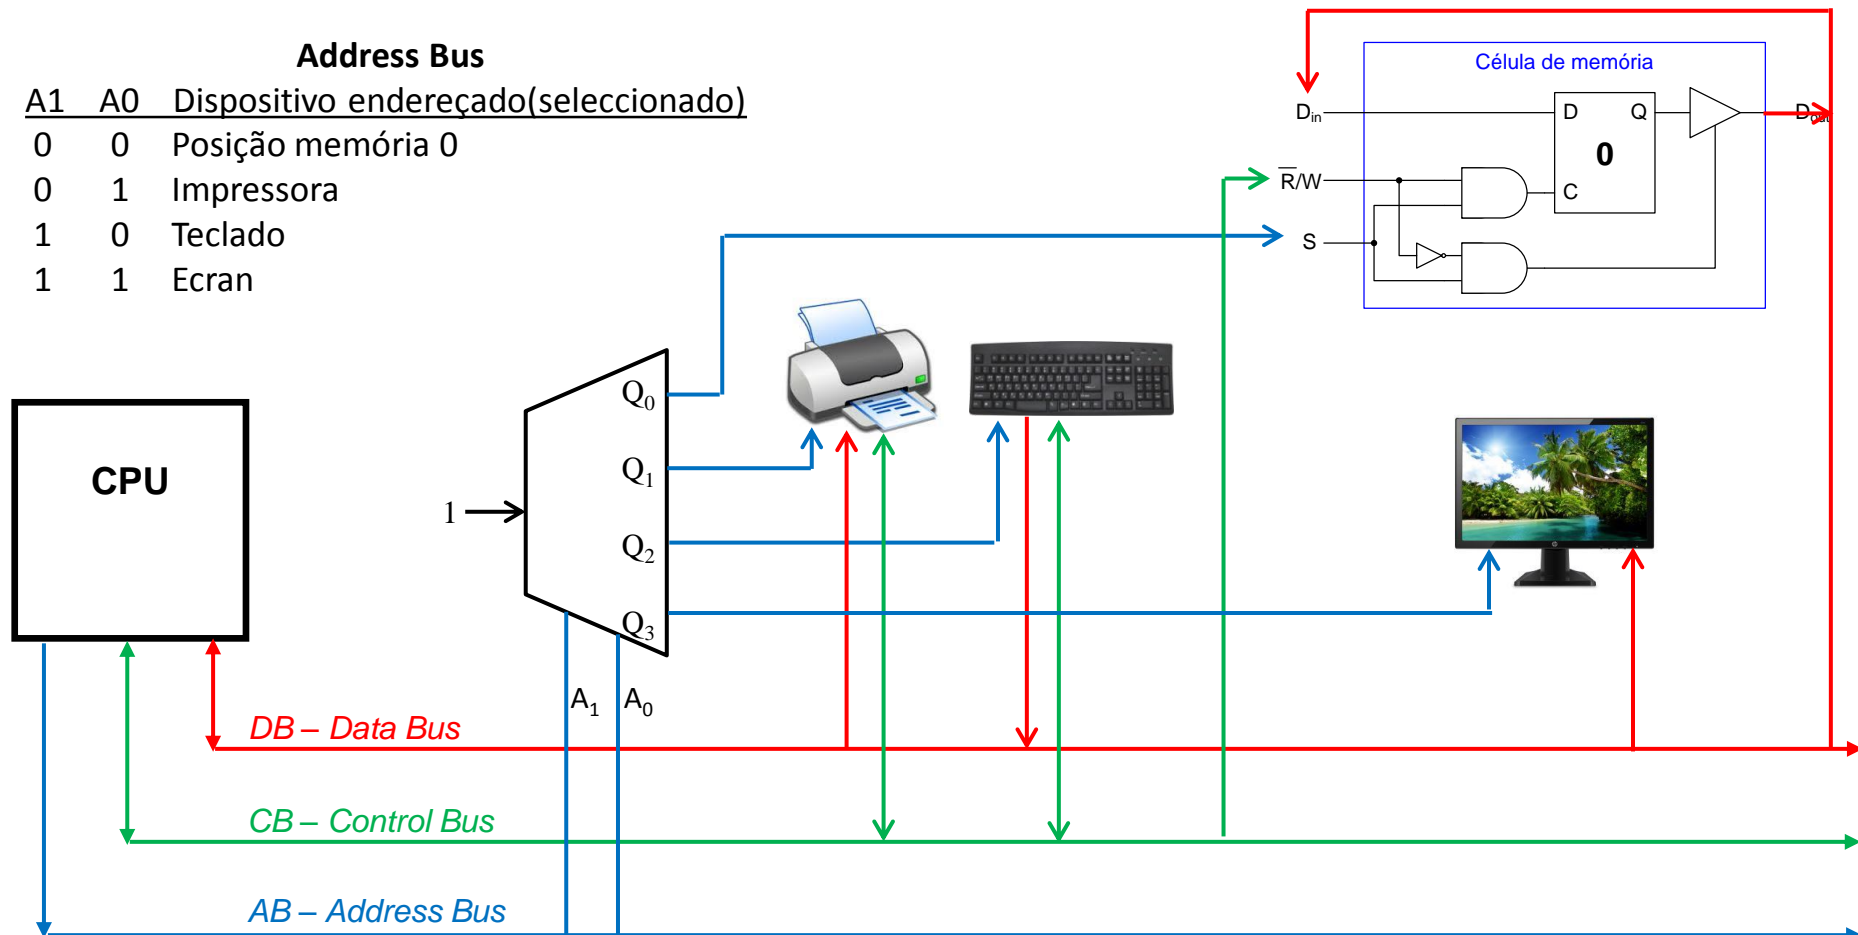 Address Bus
A1 A0 Dispositivo endereçado(seleccionado)
0 0 Posição memória 0
0 1 Impressora
1 0 Teclado
1 1 Ecran
Célula de memória
Din
D Q
Dout
0
R̅/W
C
S
CPU
1
Q0
Q1
Q2
Q3
A1 A0
DB – Data Bus
CB – Control Bus
AB – Address Bus